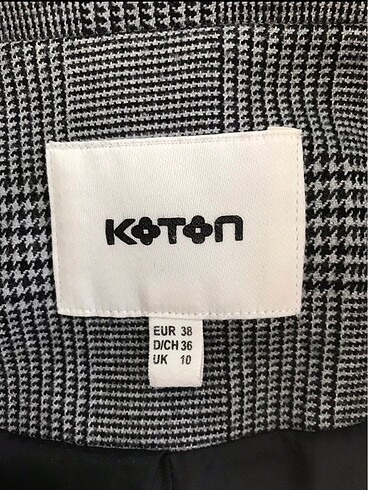 KOTON
EUR 38
D/CH 36
UK 10